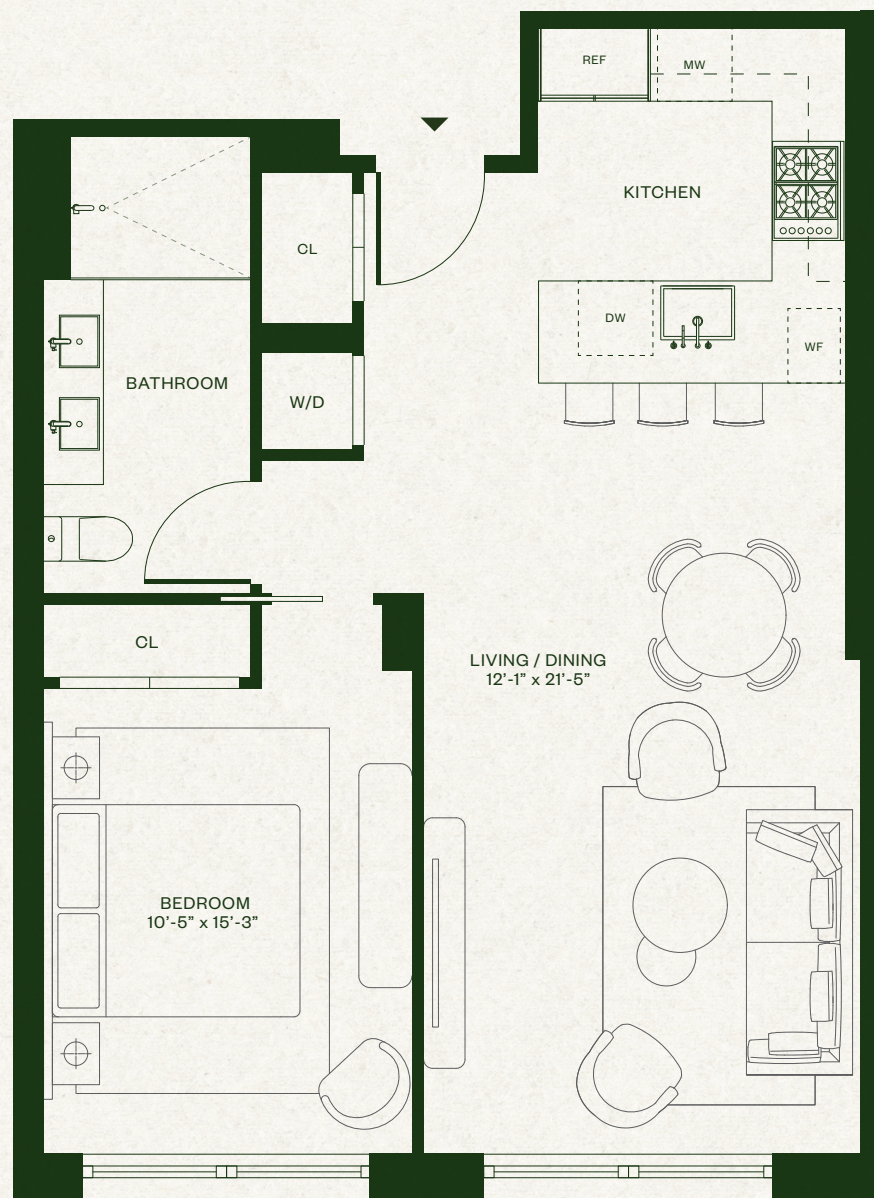 REF
MW
KITCHEN
CL
DW
WF
BATHROOM
W/D
CL
LIVING / DINING
12’-1” x 21’-5”
BEDROOM
10’-5” x 15’-3”